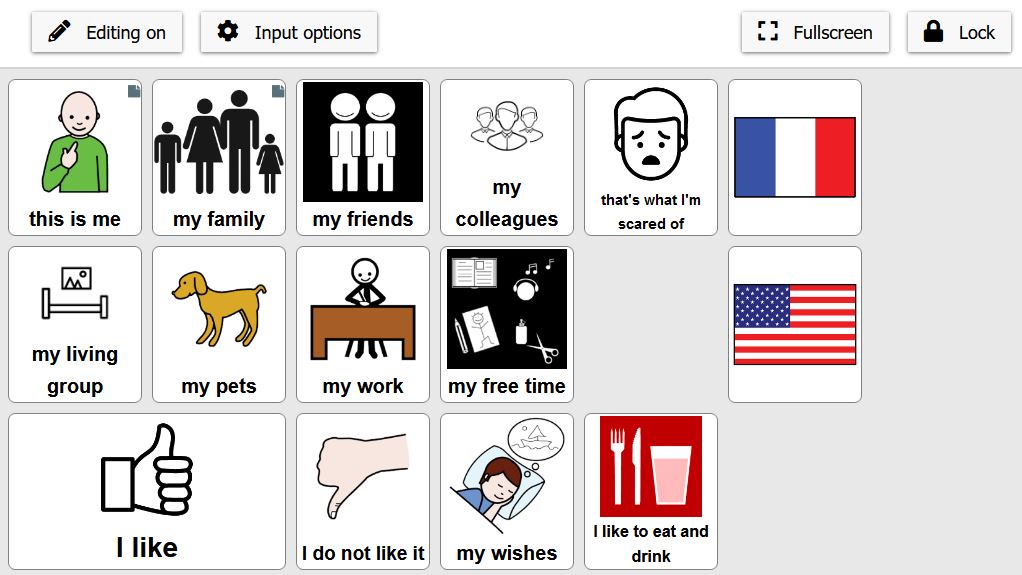 Editing on
Input options
Fullscreen
Lock
this is me
my family
my friends
my
colleagues
that's what I'm
scared of
my living
group
my pets
my work
my free time
I like
I do not like it
my wishes
I like to eat and
drink